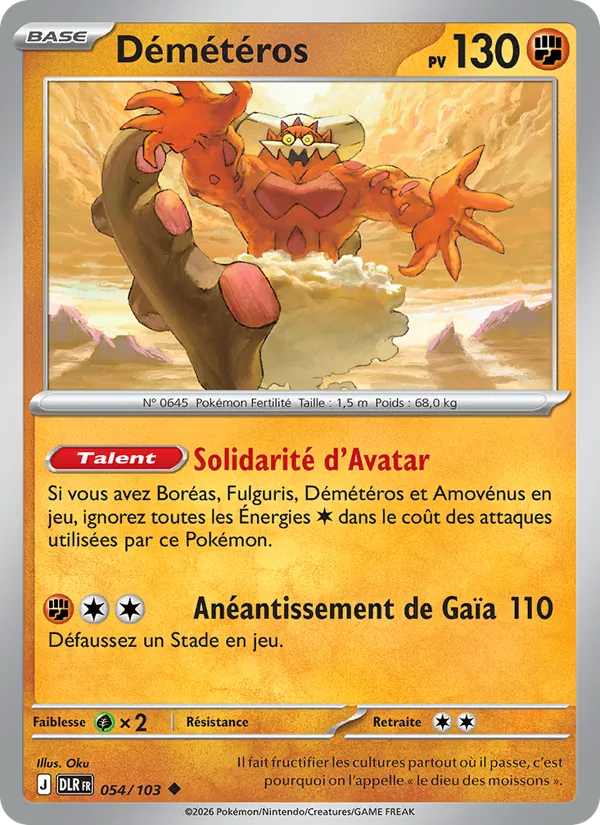 BASE
Démétéros
PV 130
N° 0645 Pokémon Fertilité Taille : 1,5 m Poids : 68,0 kg
Talent Solidarité d'Avatar
Si vous avez Boréas, Fulguris, Démétéros et Amovénus en
jeu, ignorez toutes les Énergies dans le coût des attaques
utilisées par ce Pokémon.
Anéantissement de Gaïa 110
Défaussez un Stade en jeu.
Faiblesse × 2 Résistance Retraite
Illus. Oku
Il fait fructifier les cultures partout où il passe, c'est
pourquoi on l'appelle « le dieu des moissons ».
J DLR FR 054/103
©2026 Pokémon/Nintendo/Creatures/GAME FREAK